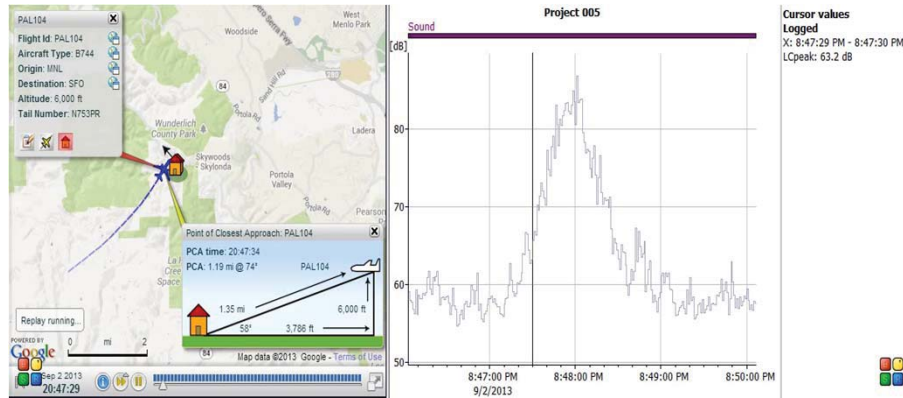 PAL104
Flight Id: PAL104
Aircraft Type: B744
Origin: MNL
Destination: SFO
Altitude: 6,000 ft
Tail Number: N753PR
Woodside
West
Menlo Park
84
Wunderlich
County Park
Skywoods
Skylonda
Portola Rd
Ladera
Portola
Valley
Point of Closest Approach: PAL104
PCA time: 20:47:34
PCA: 1.19 mi @ 74°
PAL104
1.35 mi
6,000 ft
58°
3,786 ft
Replay running...
POWERED BY
Google
0 mi 2
84
Map data ©2013 Google - Terms of Use
Sep 2 2013
20:47:29
Project 005
Sound
[dB]
80
70
60
50
8:47:00 PM
8:48:00 PM
8:49:00 PM
8:50:00 PM
9/2/2013
Cursor values
Logged
X: 8:47:29 PM - 8:47:30 PM
LCpeak: 63.2 dB